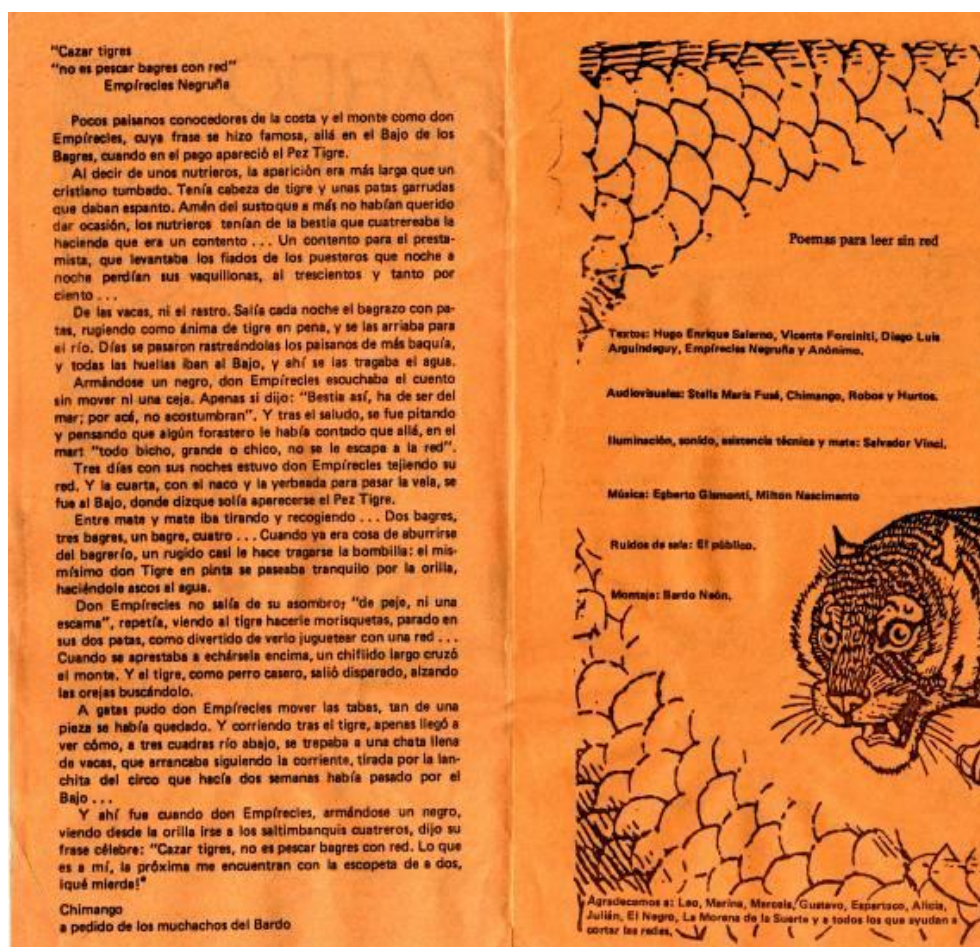 "Cazar tigres
"no es pescar bagres con red"
Empírecles Negruña
Pocos paisanos conocedores de la costa y el monte como don
Empírecles, cuya frase se hizo famosa, allá en el Bajo de los
Bagres, cuando en el pago apareció el Pez Tigre.
Al decir de unos nutrieros, la aparición era más larga que un
cristiano tumbado. Tenía cabeza de tigre y unas patas garrudas
que daban espanto. Amén del susto que a más no habían querido
dar ocasión, los nutrieros tenían de la bestia que cuatrereaba la
hacienda que era un contento . . . Un contento para el presta-
mista, que levantaba los fiados de los puesteros que noche a
noche perdían sus vaquillonas, al trescientos y tanto por
ciento . . .
De las vacas, ni el rastro. Salía cada noche el bagrazo con pa-
tas, rugiendo como ánima de tigre en pena, y se las arriaba para
el río. Días se pasaron rastreándolas los paisanos de más baquía,
y todas las huellas iban al Bajo, y ahí se las tragaba el agua.
Armándose un negro, don Empírecles escuchaba el cuento
sin mover ni una ceja. Apenas si dijo: "Bestia así, ha de ser del
mar; por acá, no acostumbran". Y tras el saludo, se fue pitando
y pensando que algún forastero le había contado que allá, en el
mart "todo bicho, grande o chico, no se le escapa a la red".
Tres días con sus noches estuvo don Empírecles tejiendo su
red. Y la cuarta, con el naco y la yerbeada para pasar la vela, se
fue al Bajo, donde dizque solía aparecerse el Pez Tigre.
Entre mate y mate iba tirando y recogiendo . . . Dos bagres,
tres bagres, un bagre, cuatro . . . Cuando ya era cosa de aburrirse
del bagrerío, un rugido casi le hace tragarse la bombilla: el mis-
mísimo don Tigre en pinta se paseaba tranquilo por la orilla,
haciéndole ascos al agua.
Don Empírecles no salía de su asombro; "de peje, ni una
escama", repetía, viendo al tigre hacerle morisquetas, parado en
sus dos patas, como divertido de verlo juguetear con una red . . .
Cuando se aprestaba a echársela encima, un chiflido largo cruzó
el monte. Y el tigre, como perro casero, salió disparado, alzando
las orejas buscándolo.
A gatas pudo don Empírecles mover las tabas, tan de una
pieza se había quedado. Y corriendo tras el tigre, apenas llegó a
ver cómo, a tres cuadras río abajo, se trepaba a una chata llena
de vacas, que arrancaba siguiendo la corriente, tirada por la lan-
chita del circo que hacía dos semanas había pasado por el
Bajo . . .
Y ahí fue cuando don Empírecles, armándose un negro,
viendo desde la orilla irse a los saltimbanquis cuatreros, dijo su
frase célebre: "Cazar tigres, no es pescar bagres con red. Lo que
es a mí, la próxima me encuentran con la escopeta de a dos,
¡qué mierda!"
Chimango
a pedido de los muchachos del Bardo
Poemas para leer sin red
Textos: Hugo Enrique Salerno, Vicente Forciniti, Diego Luis
Arguindeguy, Empírecles Negruña y Anónimo.
Audiovisuales: Stella Maris Fusé, Chimango, Robos y Hurtos.
Iluminación, sonido, asistencia técnica y mate: Salvador Vinci.
Música: Egberto Gismonti, Milton Nascimento
Ruidos de sala: El público.
Montaje: Bardo Neón.
Agradecemos a: Leo, Marina, Marcela, Gustavo, Espartaco, Alicia,
Julián, El Negro, La Morena de la Suerte y a todos los que ayudan a
cortar las redes.